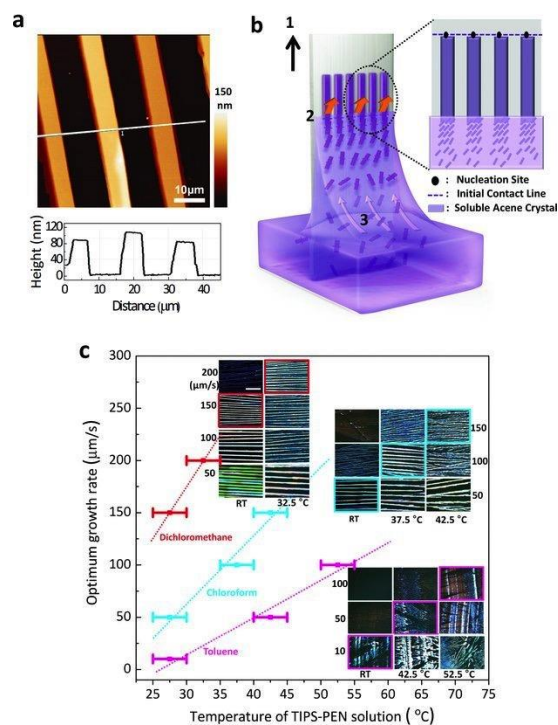 a
150
nm
10μm
1
Height (nm)
120
80
40
0
0 10 20 30 40
Distance (μm)
b
1
2
3
: Nucleation Site
: Initial Contact Line
: Soluble Acene Crystal
c
Optimum growth rate (μm/s)
300
250
200
150
100
50
0
25 30 35 40 45 50 55 60 65 70 75
Temperature of TIPS-PEN solution ( °C)
Dichloromethane
Chloroform
Toluene
200
(μm/s)
150
100
50
RT 32.5 °C
150
100
50
RT 37.5 °C 42.5 °C
100
50
10
RT 42.5 °C 52.5 °C